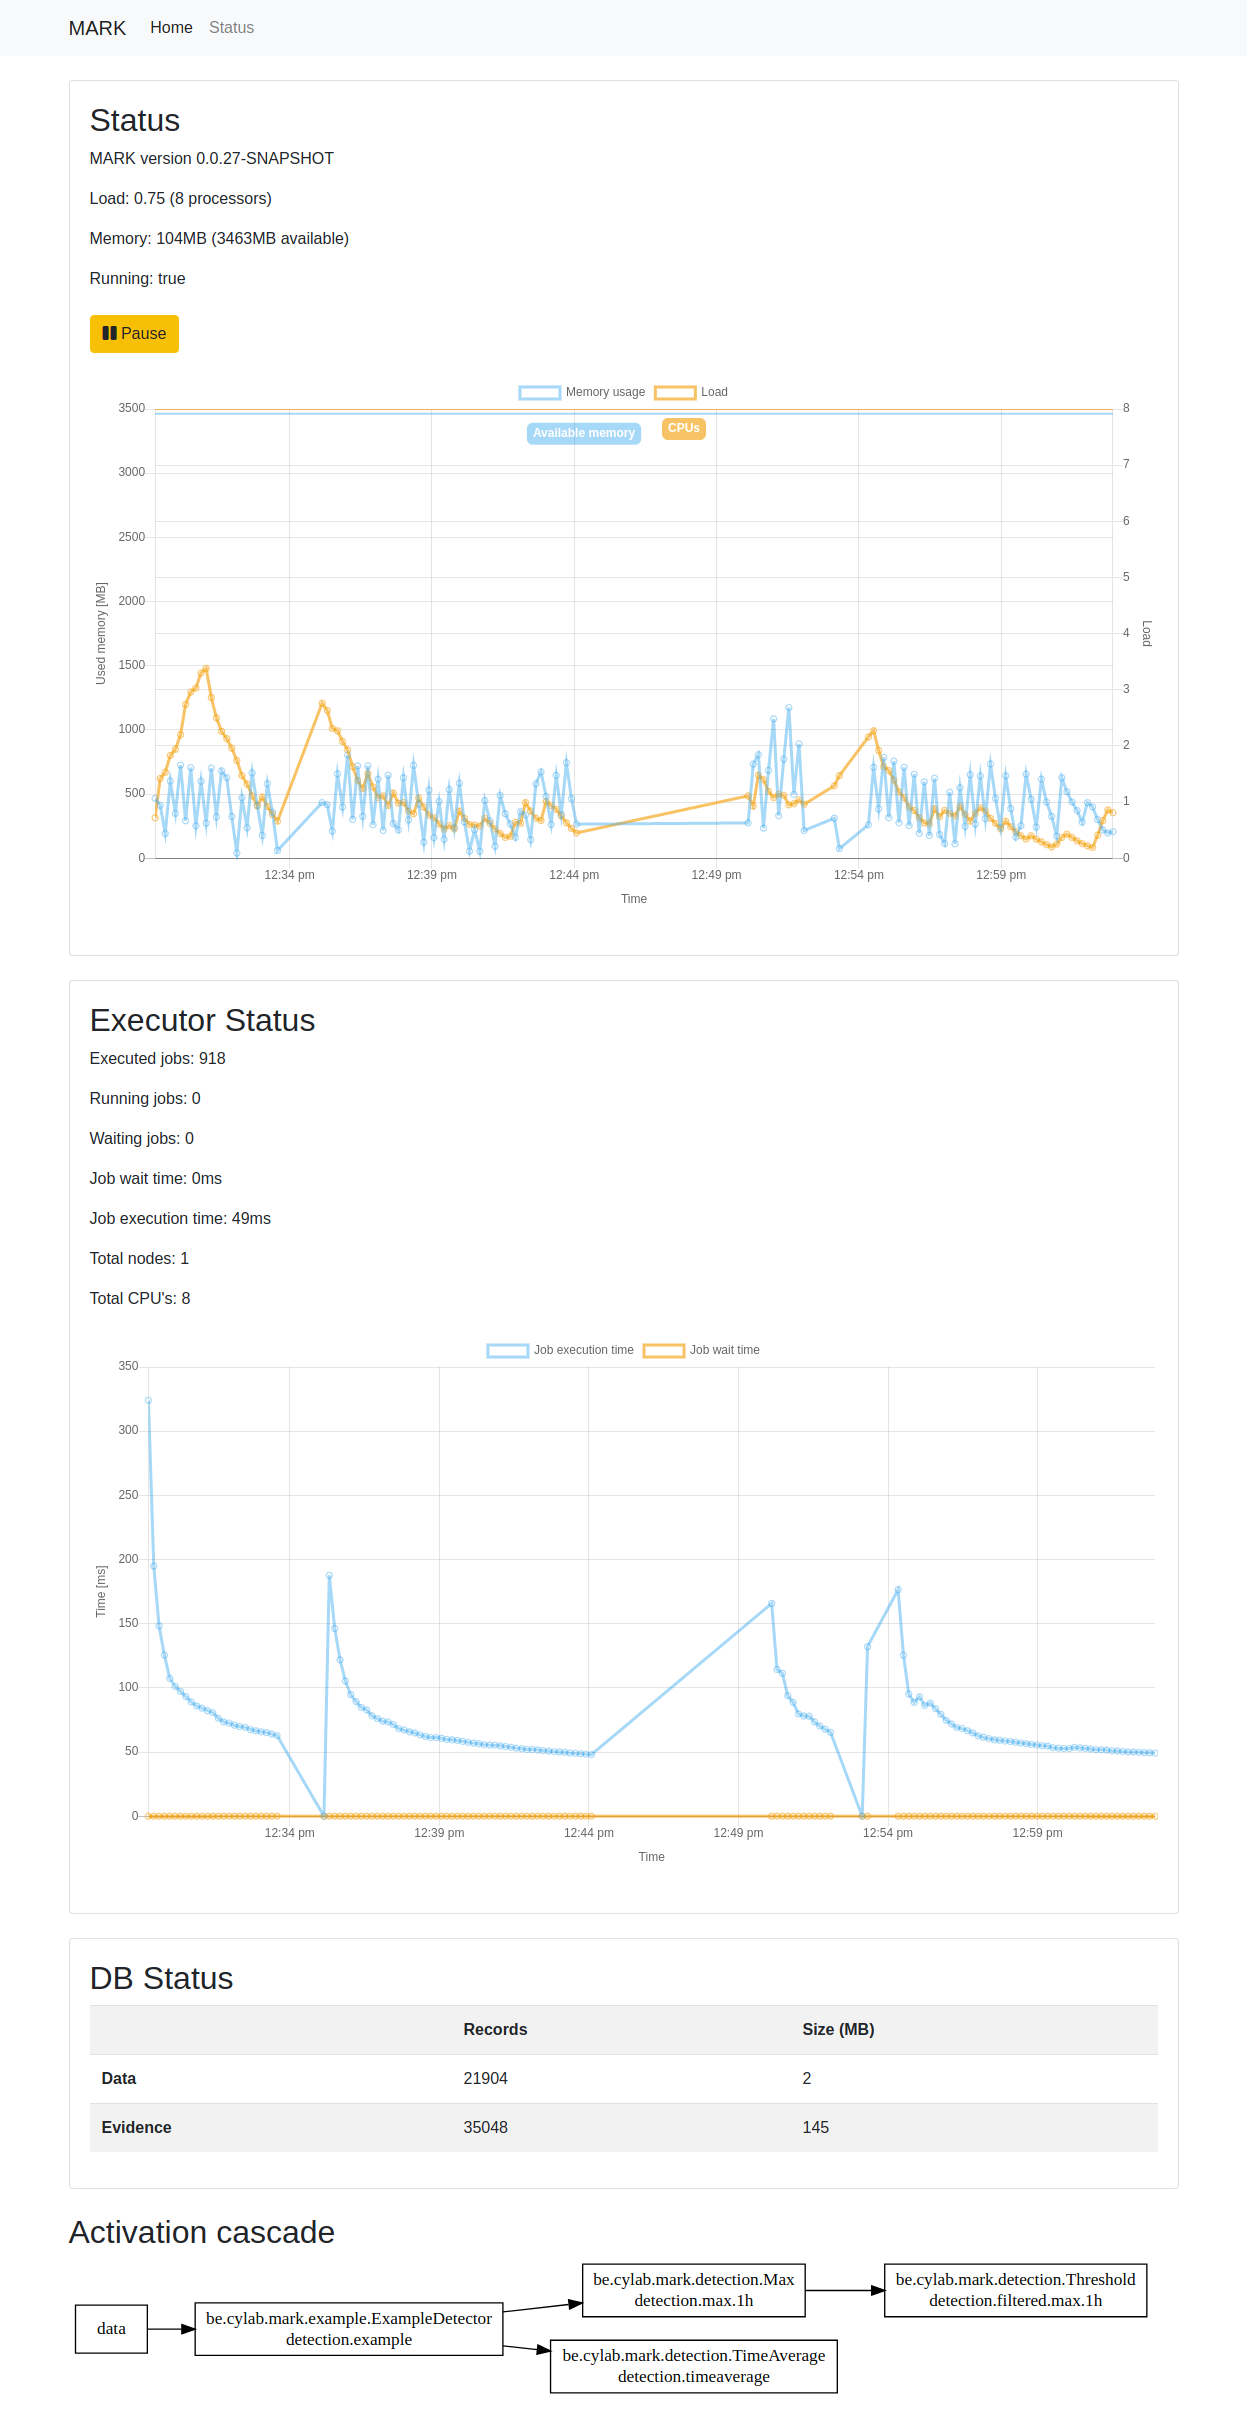 MARK Home Status
Status
MARK version 0.0.27-SNAPSHOT
Load: 0.75 (8 processors)
Memory: 104MB (3463MB available)
Running: true
Pause
Memory usage Load
3500 8
Available memory CPUs
7
3000
6
2500
5
2000
4
Used memory [MB] Load
1500
3
1000
2
500
1
0 0
12:34 pm 12:39 pm 12:44 pm 12:49 pm 12:54 pm 12:59 pm
Time
Executor Status
Executed jobs: 918
Running jobs: 0
Waiting jobs: 0
Job wait time: 0ms
Job execution time: 49ms
Total nodes: 1
Total CPU's: 8
Job execution time Job wait time
350
300
250
200
Time [ms]
150
100
50
0
12:34 pm 12:39 pm 12:44 pm 12:49 pm 12:54 pm 12:59 pm
Time
DB Status
Records Size (MB)
Data 21904 2
Evidence 35048 145
Activation cascade
data
be.cylab.mark.example.ExampleDetector
detection.example
be.cylab.mark.detection.Max
detection.max.1h
be.cylab.mark.detection.Threshold
detection.filtered.max.1h
be.cylab.mark.detection.TimeAverage
detection.timeaverage